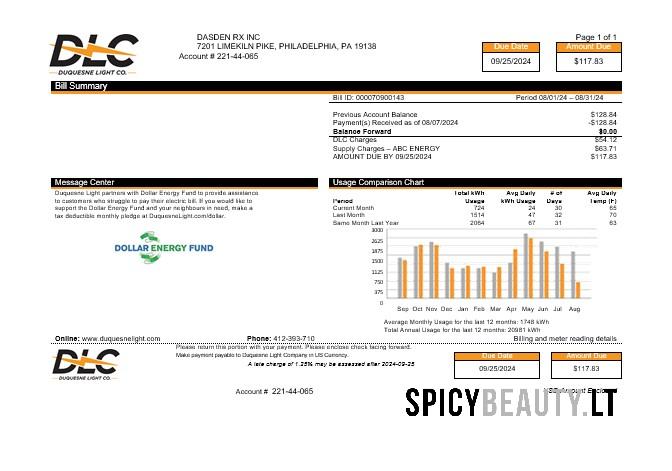 DLC
DUQUESNE LIGHT CO.
DASDEN RX INC
7201 LIMEKILN PIKE, PHILADELPHIA, PA 19138
Account # 221-44-065
Page 1 of 1
Due Date Amount Due
09/25/2024 $117.83
Bill Summary
Bill ID: 000070900143 Period 08/01/24 – 08/31/24
Previous Account Balance $128.84
Payment(s) Received as of 08/07/2024 -$128.84
Balance Forward $0.00
DLC Charges $54.12
Supply Charges – ABC ENERGY $63.71
AMOUNT DUE BY 09/25/2024 $117.83
Message Center
Duquesne Light partners with Dollar Energy Fund to provide assistance
to customers who struggle to pay their electric bill. If you would like to
support the Dollar Energy Fund and your neighbours in need, make a
tax deductible monthly pledge at DuquesneLight.com/dollar.
DOLLAR ENERGY FUND
Usage Comparison Chart
Total kWh Avg Daily # of Avg Daily
Period Usage kWh Usage Days Temp (F)
Current Month 724 24 30 65
Last Month 1514 47 32 70
Same Month Last Year 2064 67 31 63
3000
2625
2250
1875
1500
1125
750
375
0
Sep Oct Nov Dec Jan Feb Mar Apr May Jun Jul Aug
Average Monthly Usage for the last 12 months: 1748 kWh
Total Annual Usage for the last 12 months: 20981 kWh
Online: www.duquesnelight.com Phone: 412-393-710 Billing and meter reading details
Please return this portion with your payment. Please enclose check facing forward.
Make payment payable to Duquesne Light Company in US Currency.
A late charge of 1.25% may be assessed after 2024-09-25
DLC
DUQUESNE LIGHT CO.
Due Date Amount Due
09/25/2024 $117.83
Account # 221-44-065
Amount Enclosed
SPICYBEAUTY.LT